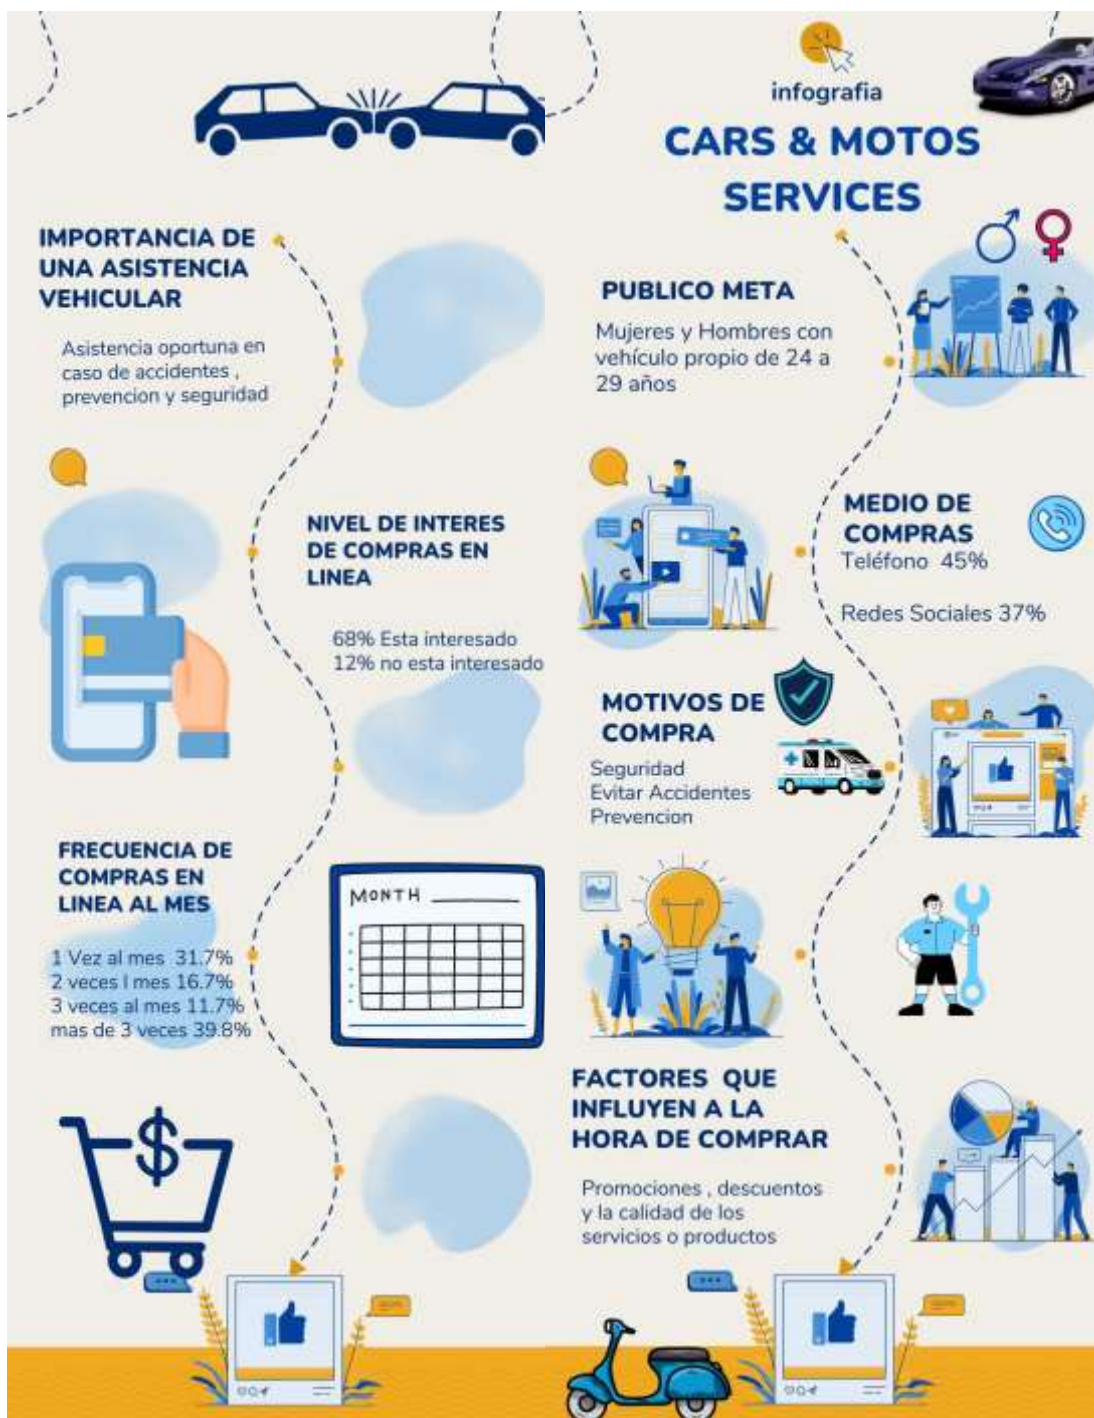 IMPORTANCIA DE
UNA ASISTENCIA
VEHICULAR
Asistencia oportuna en
caso de accidentes ,
prevencion y seguridad
NIVEL DE INTERES
DE COMPRAS EN
LINEA
68% Esta interesado
12% no esta interesado
FRECUENCIA DE
COMPRAS EN
LINEA AL MES
1 Vez al mes 31.7%
2 veces l mes 16.7%
3 veces al mes 11.7%
mas de 3 veces 39.8%
MONTH
infografia
CARS & MOTOS
SERVICES
PUBLICO META
Mujeres y Hombres con
vehículo propio de 24 a
29 años
MEDIO DE
COMPRAS
Teléfono 45%
Redes Sociales 37%
MOTIVOS DE
COMPRA
Seguridad
Evitar Accidentes
Prevencion
FACTORES QUE
INFLUYEN A LA
HORA DE COMPRAR
Promociones , descuentos
y la calidad de los
servicios o productos